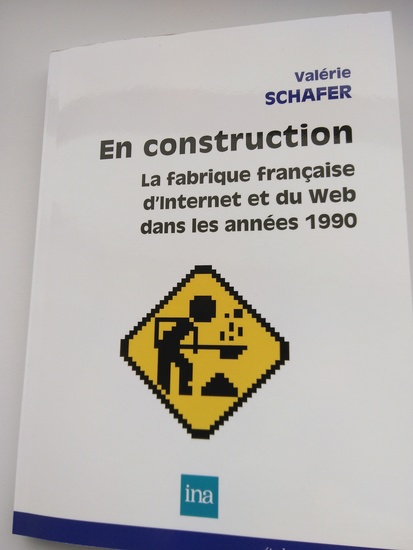 Valérie
SCHAFER
En construction
La fabrique française
d'Internet et du Web
dans les années 1990
ina